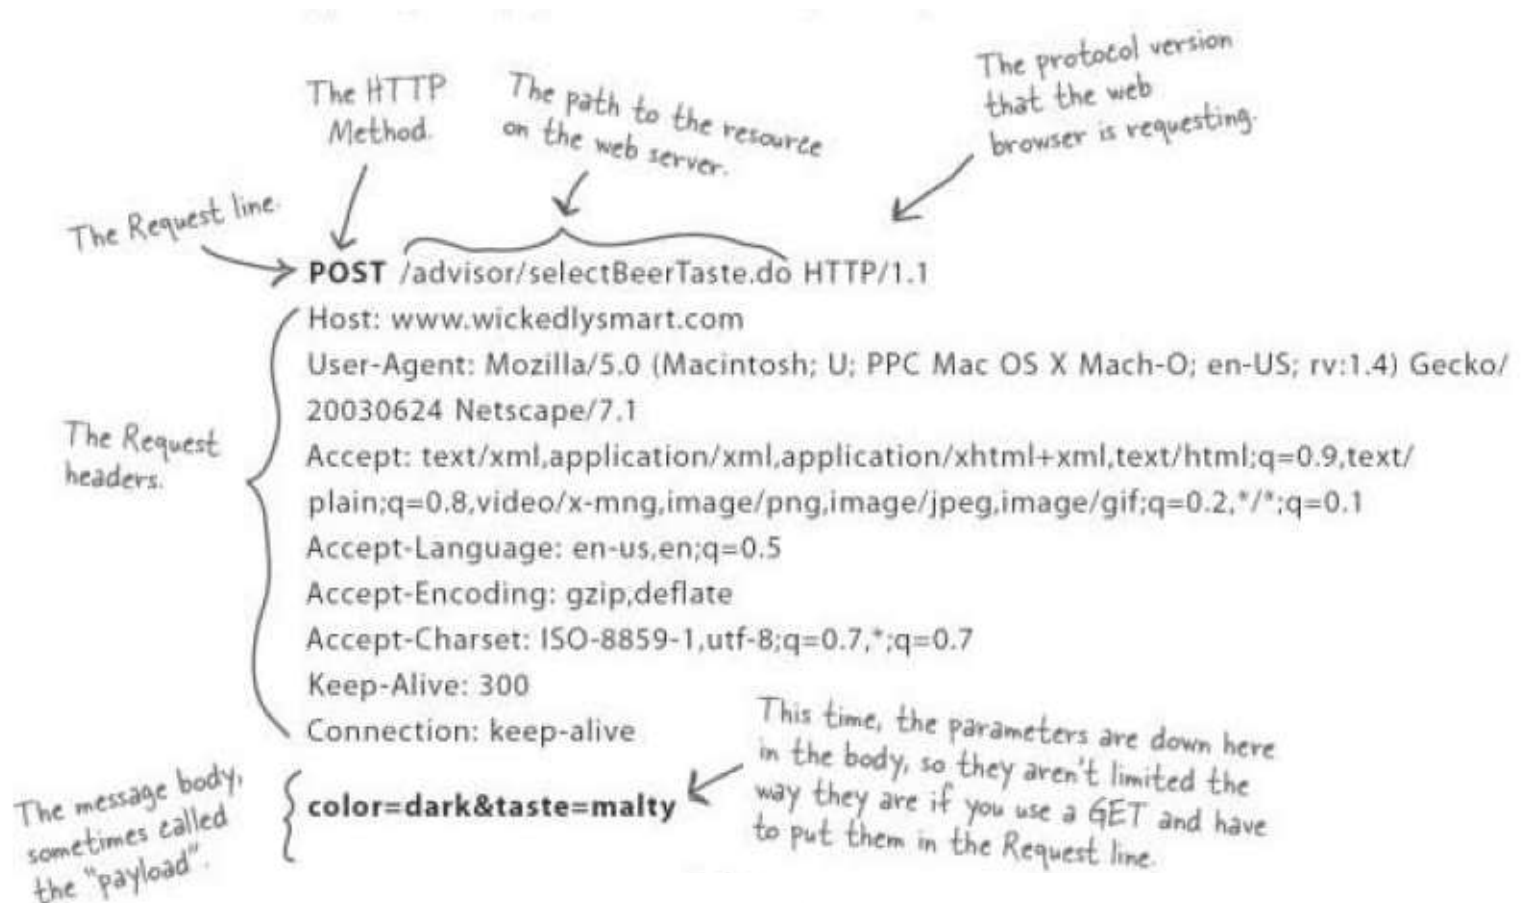 The HTTP
Method.
The path to the resource
on the web server.
The protocol version
that the web
browser is requesting.
The Request line.
POST /advisor/selectBeerTaste.do HTTP/1.1
Host: www.wickedlysmart.com
User-Agent: Mozilla/5.0 (Macintosh; U; PPC Mac OS X Mach-O; en-US; rv:1.4) Gecko/
20030624 Netscape/7.1
Accept: text/xml,application/xml,application/xhtml+xml,text/html;q=0.9,text/
plain;q=0.8,video/x-mng,image/png,image/jpeg,image/gif;q=0.2,*/*;q=0.1
Accept-Language: en-us,en;q=0.5
Accept-Encoding: gzip,deflate
Accept-Charset: ISO-8859-1,utf-8;q=0.7,*;q=0.7
Keep-Alive: 300
Connection: keep-alive
The Request
headers.
color=dark&taste=malty
The message body,
sometimes called
the "payload".
This time, the parameters are down here
in the body, so they aren't limited the
way they are if you use a GET and have
to put them in the Request line.